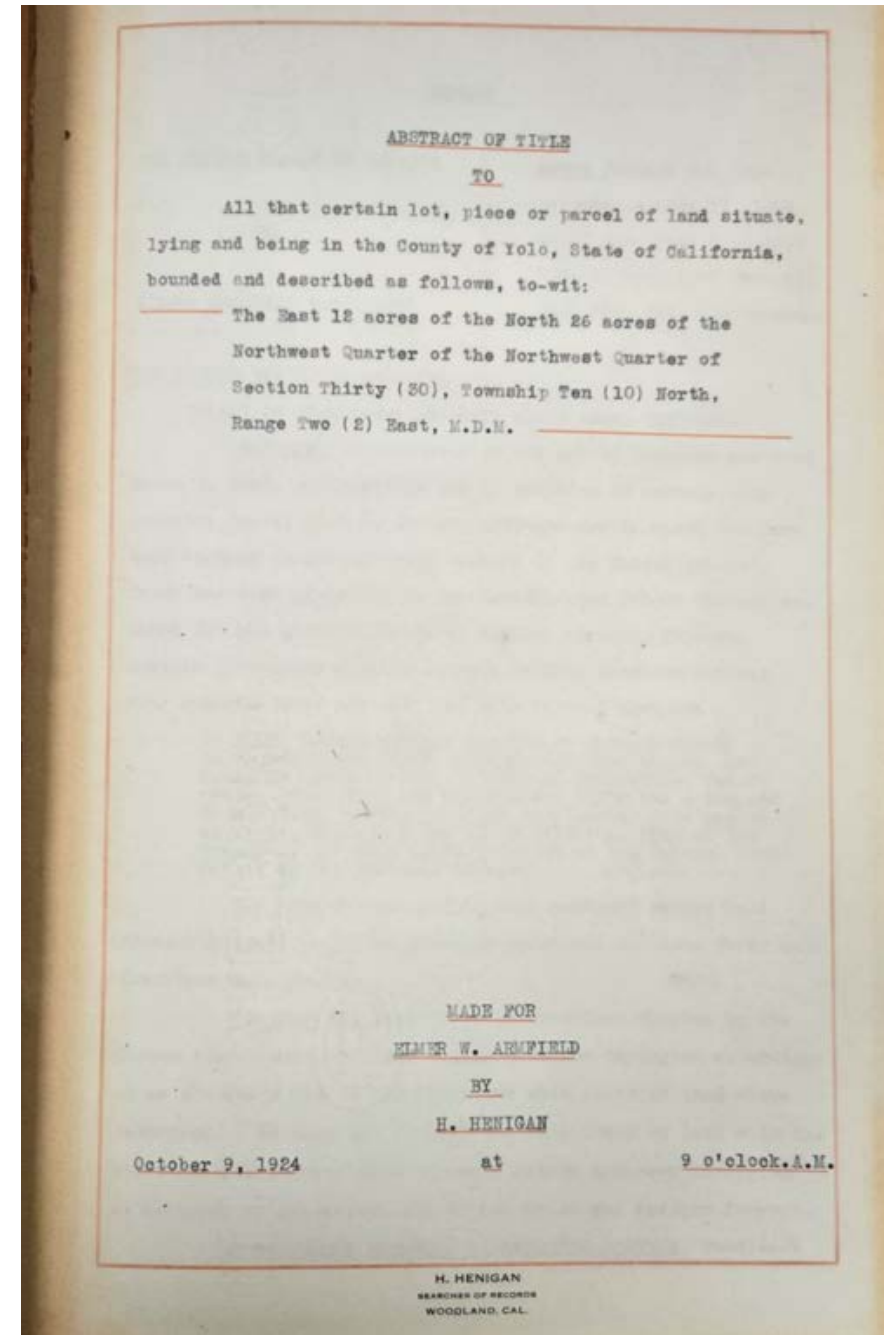 ABSTRACT OF TITLE
TO
All that certain lot, piece or parcel of land situate,
lying and being in the County of Yolo, State of California,
bounded and described as follows, to-wit:
The East 12 acres of the North 26 acres of the
Northwest Quarter of the Northwest Quarter of
Section Thirty (30), Township Ten (10) North,
Range Two (2) East, M.D.M.
MADE FOR
ELMER W. ARMFIELD
BY
H. HENIGAN
October 9, 1924 at 9 o'clock.A.M.
H. HENIGAN
SEARCHER OF RECORDS
WOODLAND, CAL.